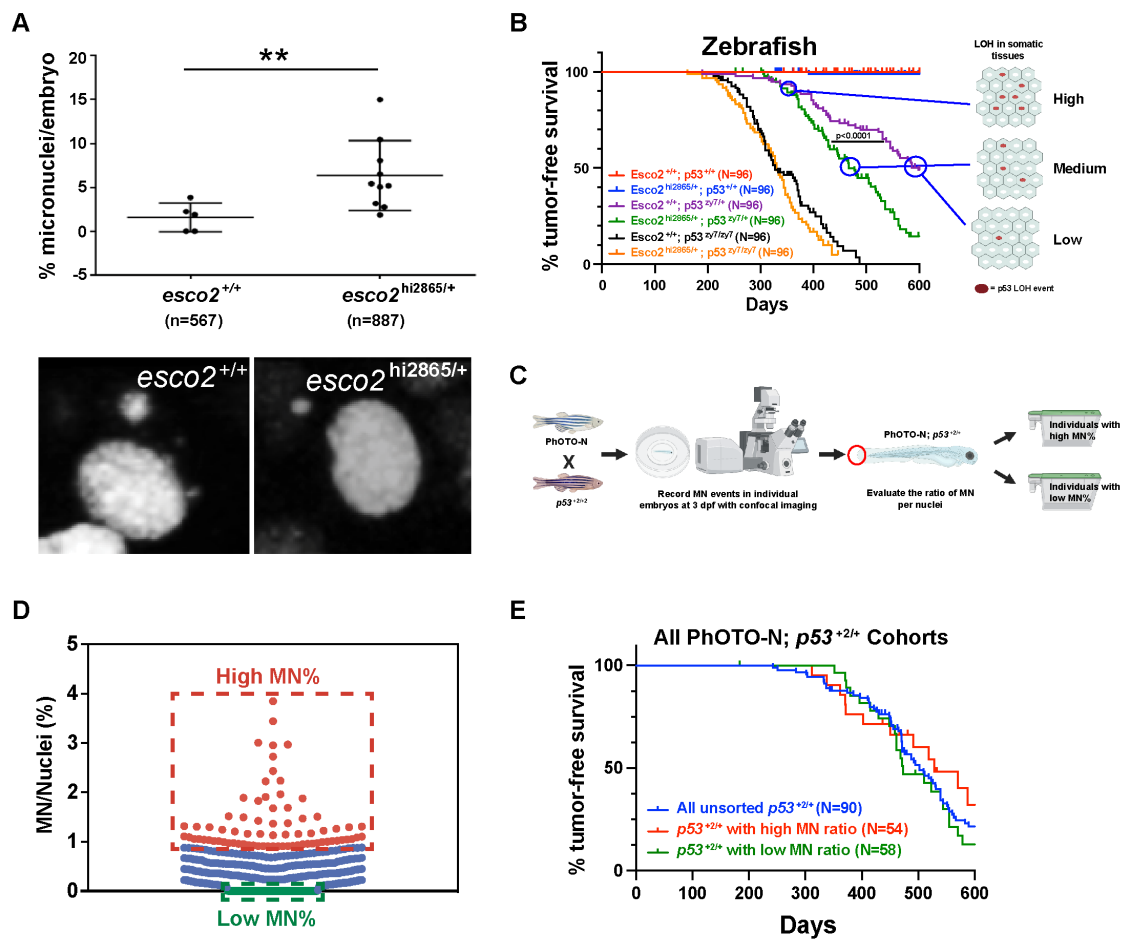 A
% micronuclei/embryo
20
15
10
5
0
-5
**
esco2+/+
(n=567)
esco2hi2865/+
(n=887)
esco2+/+
esco2hi2865/+
B
Zebrafish
% tumor-free survival
100
50
0
0 100 200 300 400 500 600
Days
p<0.0001
Esco2+/+; p53+/+ (N=96)
Esco2hi2865/+; p53+/+ (N=96)
Esco2+/+; p53zy7/+ (N=96)
Esco2hi2865/+; p53zy7/+ (N=96)
Esco2+/+; p53zy7/zy7 (N=96)
Esco2hi2865/+; p53zy7/zy7 (N=96)
LOH in somatic
tissues
High
Medium
Low
= p53 LOH event
C
PhOTO-N
X
p53+2/+2
Record MN events in individual
embryos at 3 dpf with confocal imaging
PhOTO-N; p53+2/+
Evaluate the ratio of MN
per nuclei
Individuals with
high MN%
Individuals with
low MN%
D
MN/Nuclei (%)
5
4
3
2
1
0
High MN%
Low MN%
E
All PhOTO-N; p53+2/+ Cohorts
% tumor-free survival
100
50
0
All unsorted p53+2/+ (N=90)
p53+2/+ with high MN ratio (N=54)
p53+2/+ with low MN ratio (N=58)
0 100 200 300 400 500 600
Days